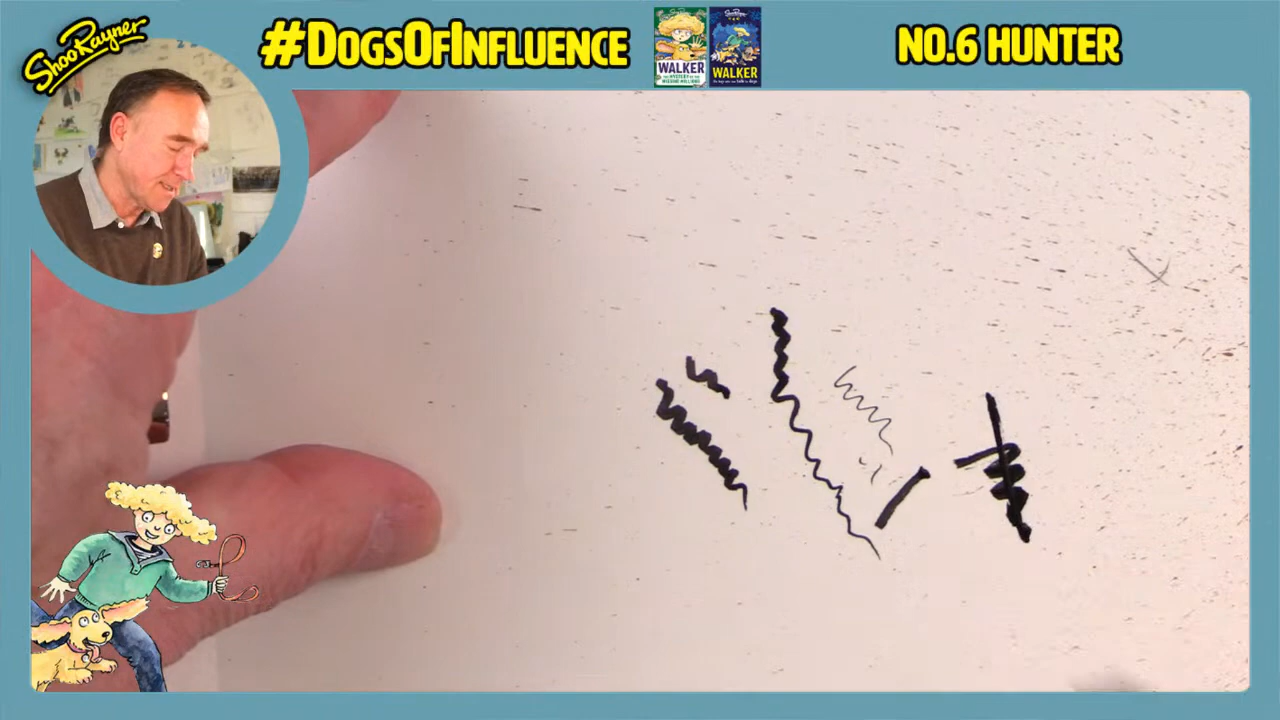 ShooRayner
#DOGSOFINFLUENCE
WALKER
WALKER
NO.6 HUNTER